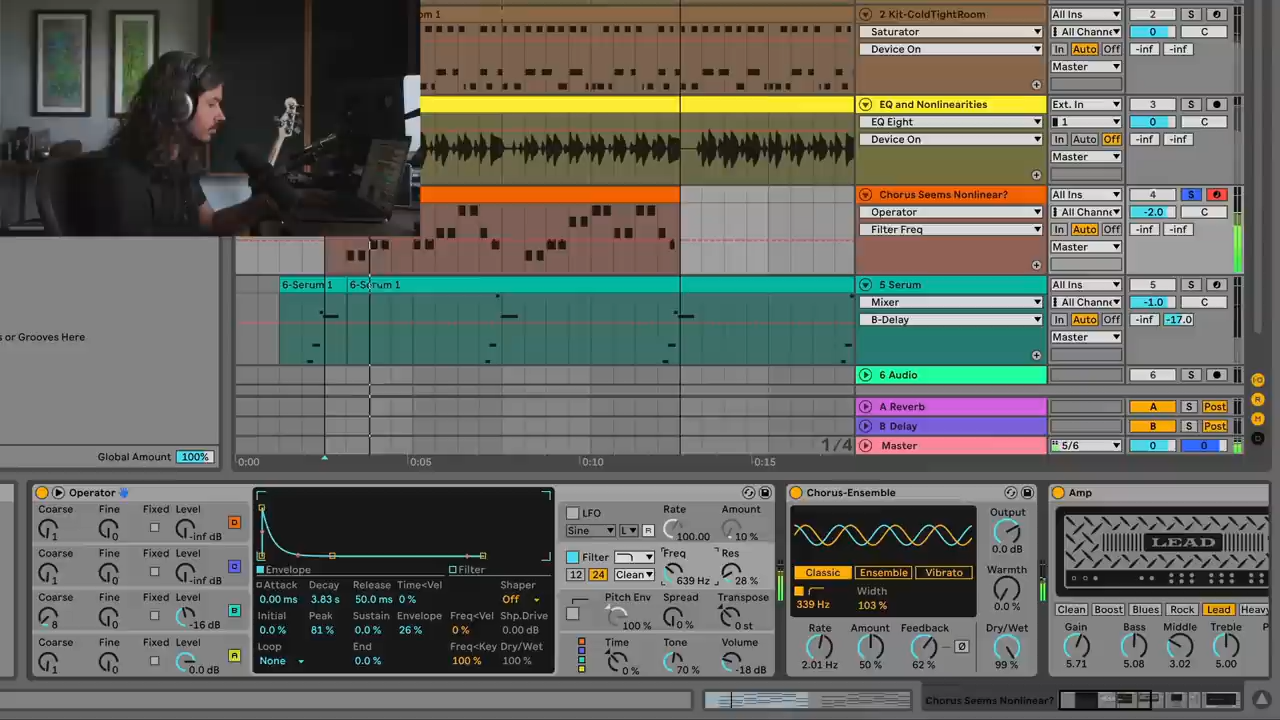 om 1
2 Kit-ColdTightRoom
All Ins
2
S
Saturator
All Channe
0
C
Device On
In
Auto
Off
-inf
-inf
Master
EQ and Nonlinearities
Ext. In
3
S
EQ Eight
1
0
C
Device On
In
Auto
Off
-inf
-inf
Master
Chorus Seems Nonlinear?
All Ins
4
S
Operator
All Channe
-2.0
C
Filter Freq
In
Auto
Off
-inf
-inf
Master
6-Serum 1
6-Serum 1
5 Serum
All Ins
5
S
Mixer
All Channe
-1.0
C
B-Delay
In
Auto
Off
-inf
-17.0
Master
s or Grooves Here
6 Audio
6
S
A Reverb
A
S
Post
B Delay
B
S
Post
1/4
Master
5/6
0
0
Global Amount
100%
0:00
0:05
0:10
0:15
Operator
Coarse
Fine
Fixed
Level
1
1
-inf dB
D
Coarse
Fine
Fixed
Level
1
1
-inf dB
C
Coarse
Fine
Fixed
Level
8
1
-16 dB
B
Coarse
Fine
Fixed
Level
1
1
0.0 dB
A
Envelope
Filter
Attack
Decay
Release
Time<Vel
Shaper
0.00 ms
3.83 s
50.0 ms
0 %
Off
Initial
Peak
Sustain
Envelope
Freq<Vel
Shp.Drive
0.0 %
81 %
0.0 %
26 %
0 %
0.00 dB
Loop
End
Freq<Key
Dry/Wet
None
0.0 %
100 %
100 %
LFO
Rate
Amount
Sine
L
R
100.00
10 %
Filter
Freq
Res
12
24
Clean
639 Hz
28 %
Pitch Env
Spread
Transpose
100 %
0 %
0 st
Time
Tone
Volume
0 %
70 %
-18 dB
Chorus-Ensemble
Output
0.0 dB
Classic
Ensemble
Vibrato
Warmth
Width
339 Hz
103 %
0.0 %
Rate
Amount
Feedback
Dry/Wet
Ø
2.01 Hz
50 %
62 %
99 %
Amp
LEAD
Clean
Boost
Blues
Rock
Lead
Heavy
Gain
Bass
Middle
Treble
P
5.71
5.08
3.02
5.00
Chorus Seems Nonlinear?